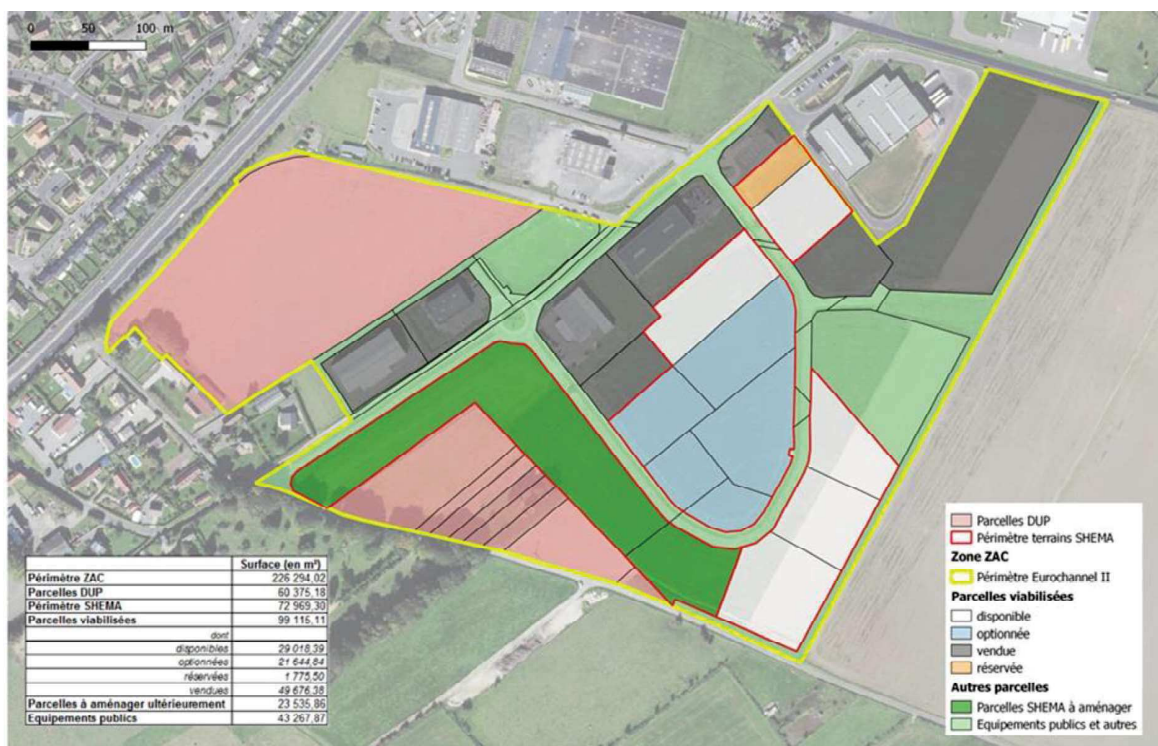 0 50 100 m
Surface (en m²)
Périmètre ZAC 226 294,02
Parcelles DUP 60 375,18
Périmètre SHEMA 72 969,30
Parcelles viabilisées 99 115,11
dont
disponibles 29 018,39
optionnées 21 644,84
réservées 1 775,50
vendues 49 676,38
Parcelles à aménager ultérieurement 23 535,86
Equipements publics 43 267,87
Parcelles DUP
Périmètre terrains SHEMA
Zone ZAC
Périmètre Eurochannel II
Parcelles viabilisées
disponible
optionnée
vendue
réservée
Autres parcelles
Parcelles SHEMA à aménager
Equipements publics et autres